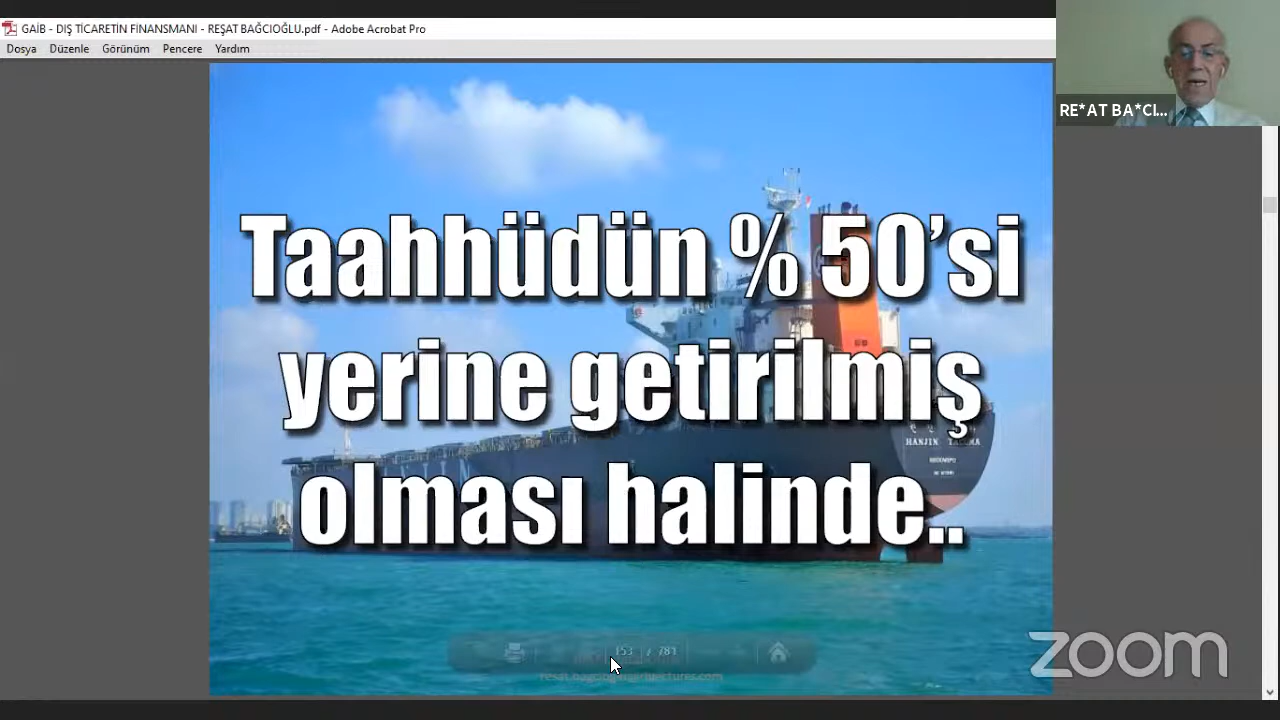 GAİB - DIŞ TİCARETİN FİNANSMANI - REŞAT BAĞCIOĞLU.pdf - Adobe Acrobat Pro
Dosya Düzenle Görünüm Pencere Yardım
RE*AT BA*CI...
Taahhüdün % 50’si
yerine getirilmiş
olması halinde..
HANJIN
153 / 781
zoom